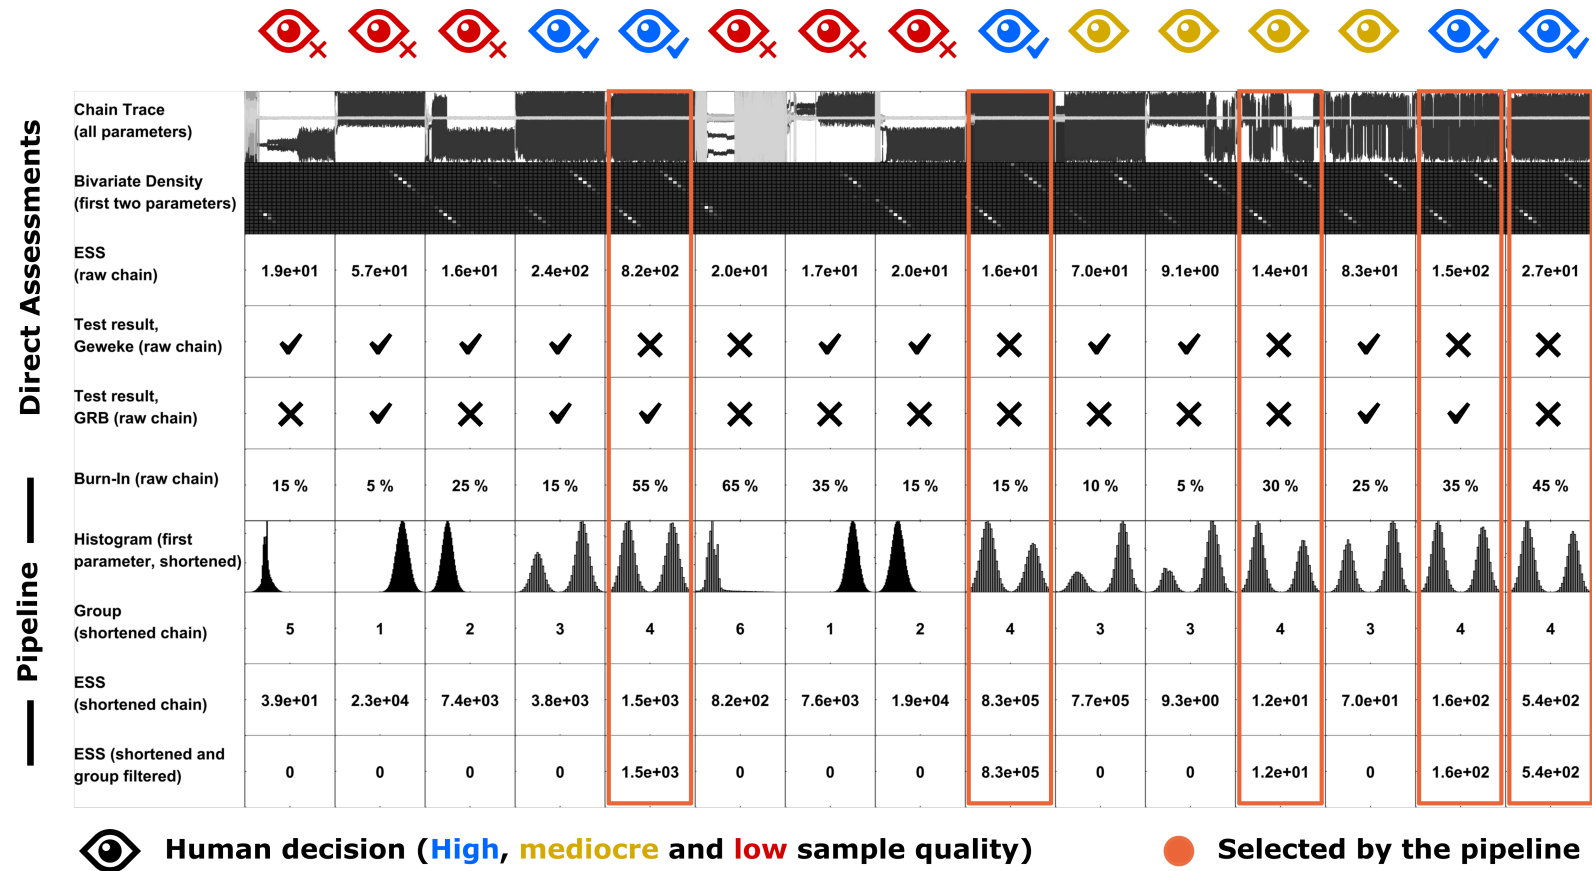 Direct Assessments
Pipeline
Chain Trace
(all parameters)
Bivariate Density
(first two parameters)
ESS
(raw chain)
1.9e+01 5.7e+01 1.6e+01 2.4e+02 8.2e+02 2.0e+01 1.7e+01 2.0e+01 1.6e+01 7.0e+01 9.1e+00 1.4e+01 8.3e+01 1.5e+02 2.7e+01
Test result,
Geweke (raw chain)
Test result,
GRB (raw chain)
Burn-In (raw chain)
15 % 5 % 25 % 15 % 55 % 65 % 35 % 15 % 15 % 10 % 5 % 30 % 25 % 35 % 45 %
Histogram (first
parameter, shortened)
Group
(shortened chain)
5 1 2 3 4 6 1 2 4 3 3 4 3 4 4
ESS
(shortened chain)
3.9e+01 2.3e+04 7.4e+03 3.8e+03 1.5e+03 8.2e+02 7.6e+03 1.9e+04 8.3e+05 7.7e+05 9.3e+00 1.2e+01 7.0e+01 1.6e+02 5.4e+02
ESS (shortened and
group filtered)
0 0 0 0 1.5e+03 0 0 0 8.3e+05 0 0 1.2e+01 0 1.6e+02 5.4e+02
Human decision (High, mediocre and low sample quality)
Selected by the pipeline